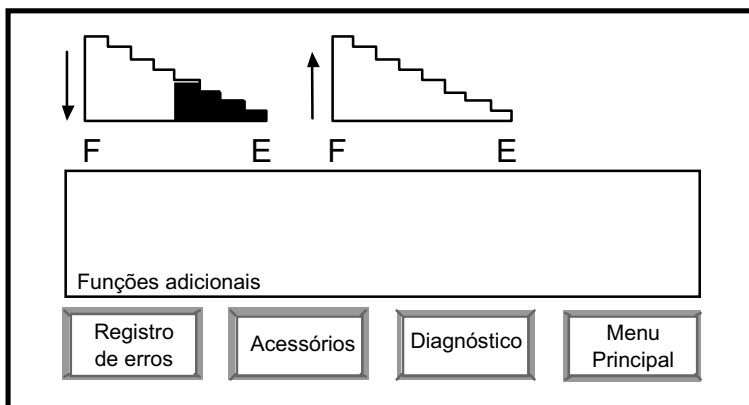 F E F E
Funções adicionais
Registro
de erros
Acessórios
Diagnóstico
Menu
Principal